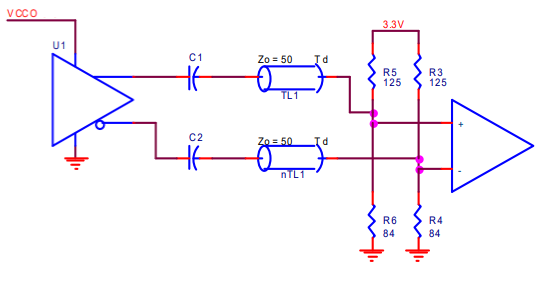 VCCO
U1
C1
Zo = 50 Td
TL1
3.3V
R5
125
R3
125
+
C2
Zo = 50 Td
nTL1
-
R6
84
R4
84